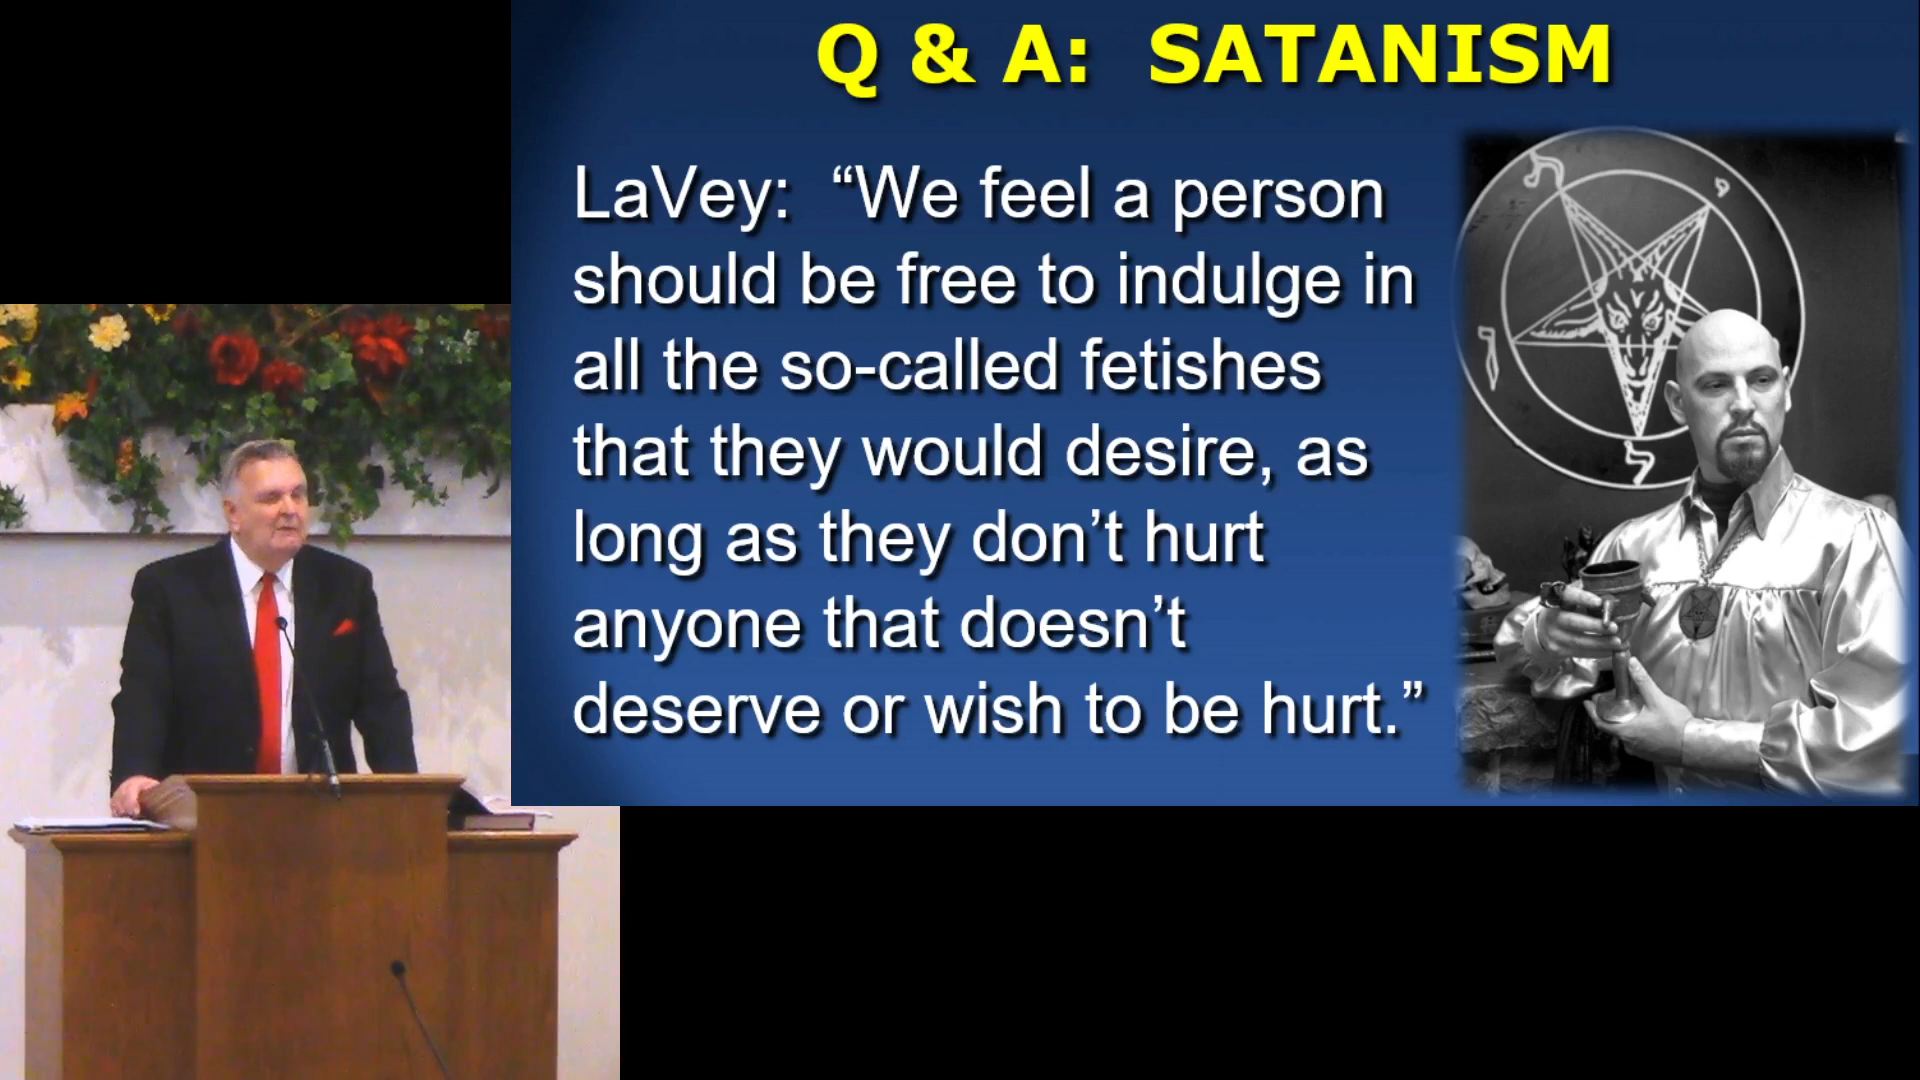 Q & A: SATANISM
LaVey: “We feel a person
should be free to indulge in
all the so-called fetishes
that they would desire, as
long as they don’t hurt
anyone that doesn’t
deserve or wish to be hurt.”